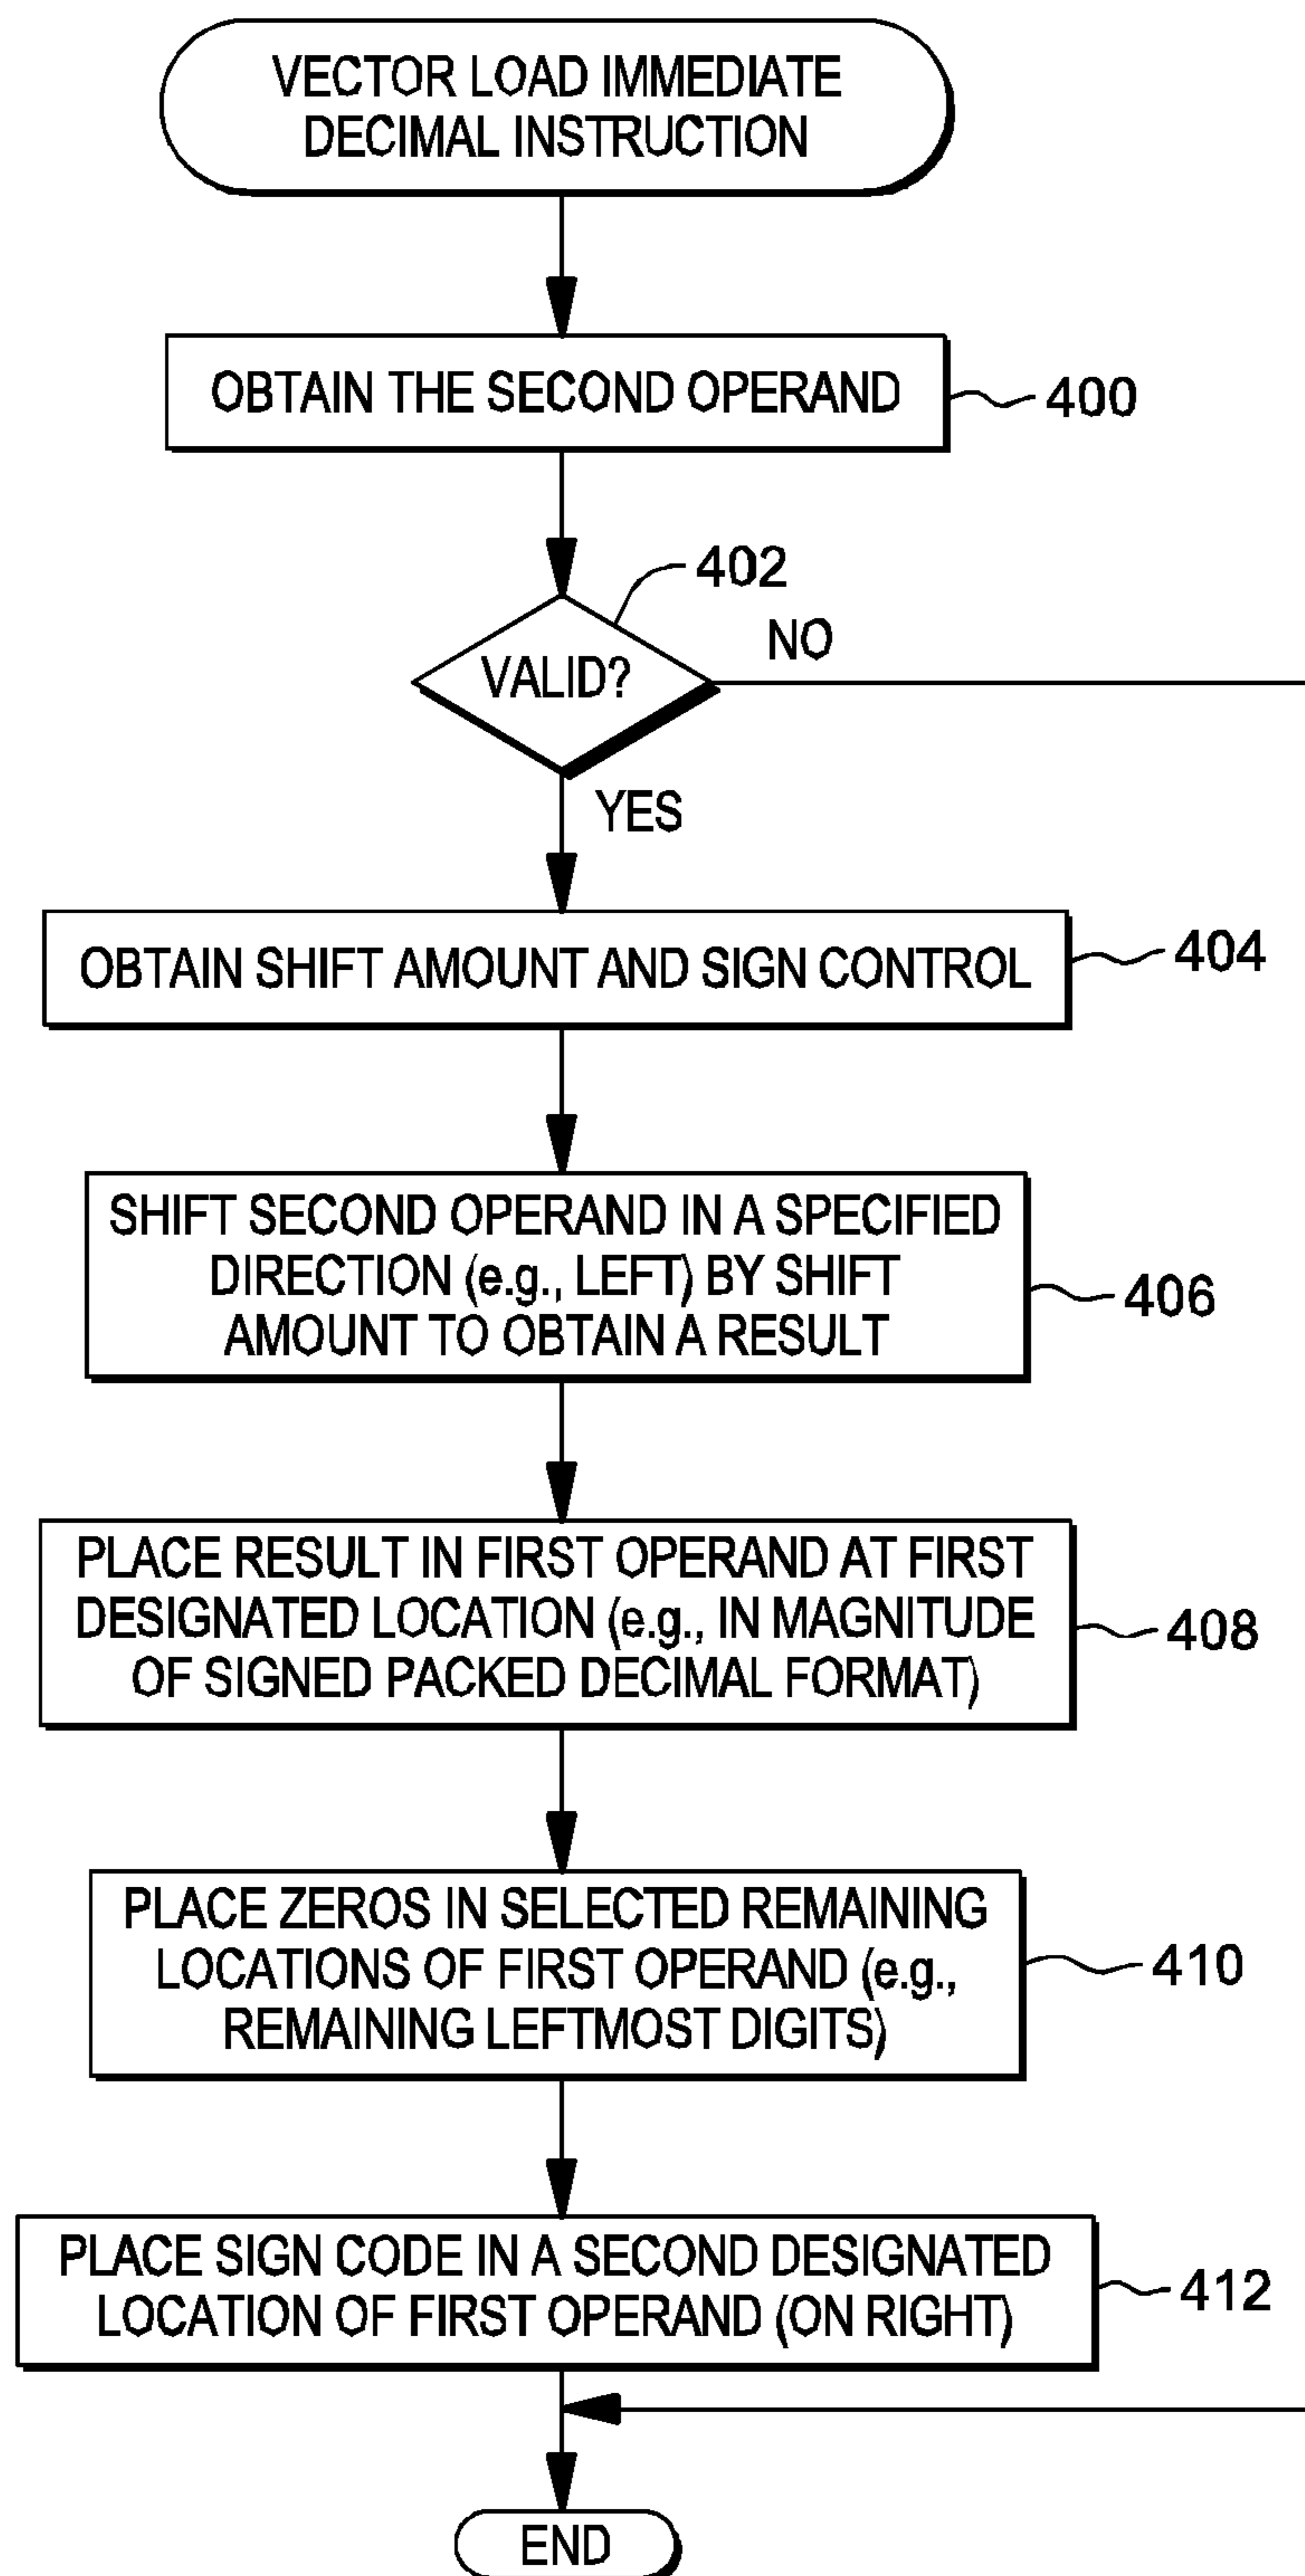 VECTOR LOAD IMMEDIATE
DECIMAL INSTRUCTION
OBTAIN THE SECOND OPERAND
400
402
VALID?
NO
YES
OBTAIN SHIFT AMOUNT AND SIGN CONTROL
404
SHIFT SECOND OPERAND IN A SPECIFIED
DIRECTION (e.g., LEFT) BY SHIFT
AMOUNT TO OBTAIN A RESULT
406
PLACE RESULT IN FIRST OPERAND AT FIRST
DESIGNATED LOCATION (e.g., IN MAGNITUDE
OF SIGNED PACKED DECIMAL FORMAT)
408
PLACE ZEROS IN SELECTED REMAINING
LOCATIONS OF FIRST OPERAND (e.g.,
REMAINING LEFTMOST DIGITS)
410
PLACE SIGN CODE IN A SECOND DESIGNATED
LOCATION OF FIRST OPERAND (ON RIGHT)
412
END